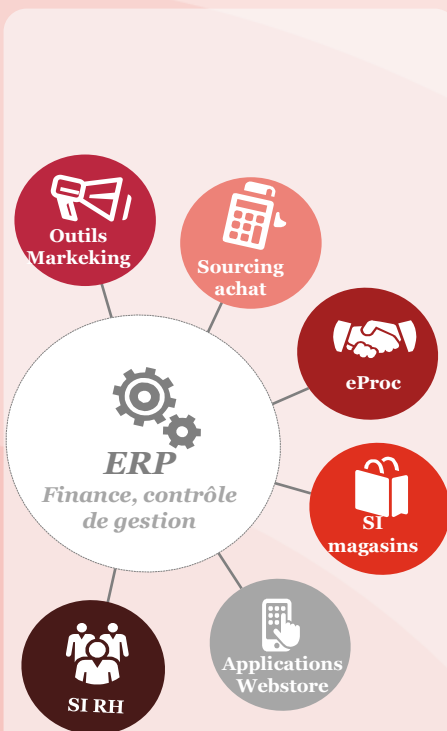 Outils
Markeking
Sourcing
achat
eProc
ERP
Finance, contrôle
de gestion
SI
magasins
Applications
Webstore
SI RH